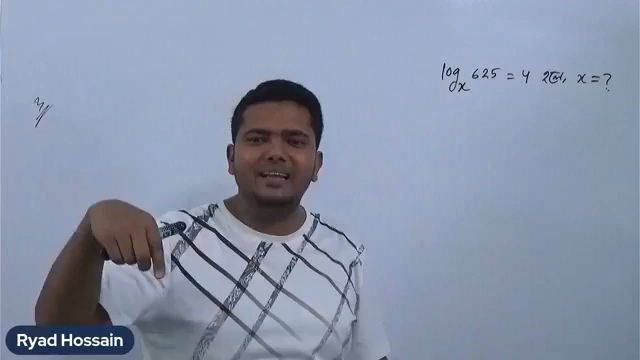 log_x 625 = 4 হলে, x = ?
Ryad Hossain